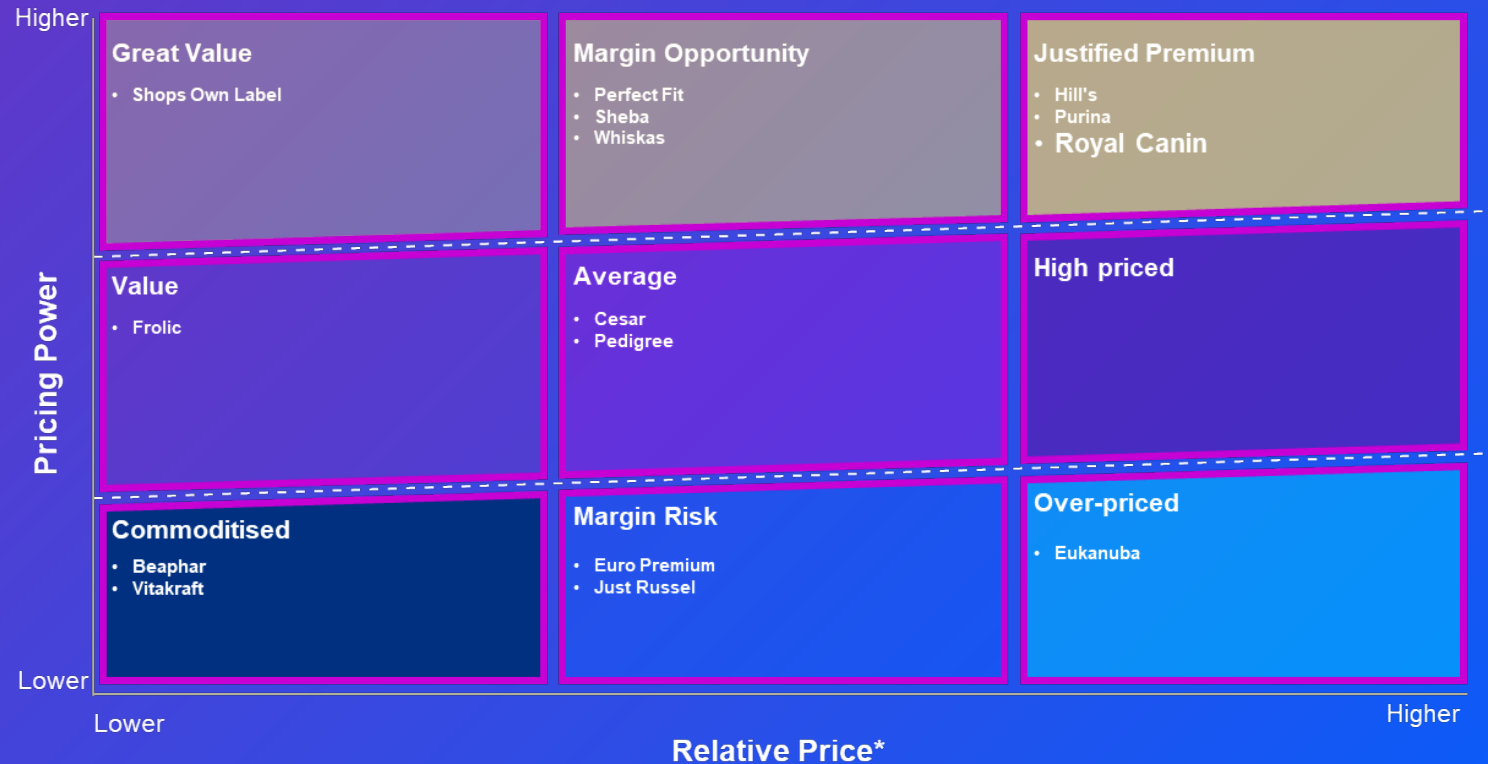 Higher
Great Value
• Shops Own Label
Margin Opportunity
• Perfect Fit
• Sheba
• Whiskas
Justified Premium
• Hill's
• Purina
• Royal Canin
Pricing Power
Value
• Frolic
Average
• Cesar
• Pedigree
High priced
Commoditised
• Beaphar
• Vitakraft
Margin Risk
• Euro Premium
• Just Russel
Over-priced
• Eukanuba
Lower
Lower
Higher
Relative Price*